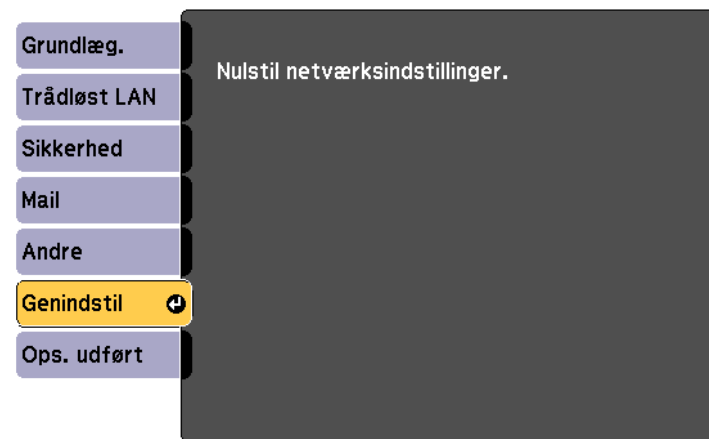 Grundlæg.
Trådløst LAN
Sikkerhed
Mail
Andre
Genindstil
Ops. udført
Nulstil netværksindstillinger.